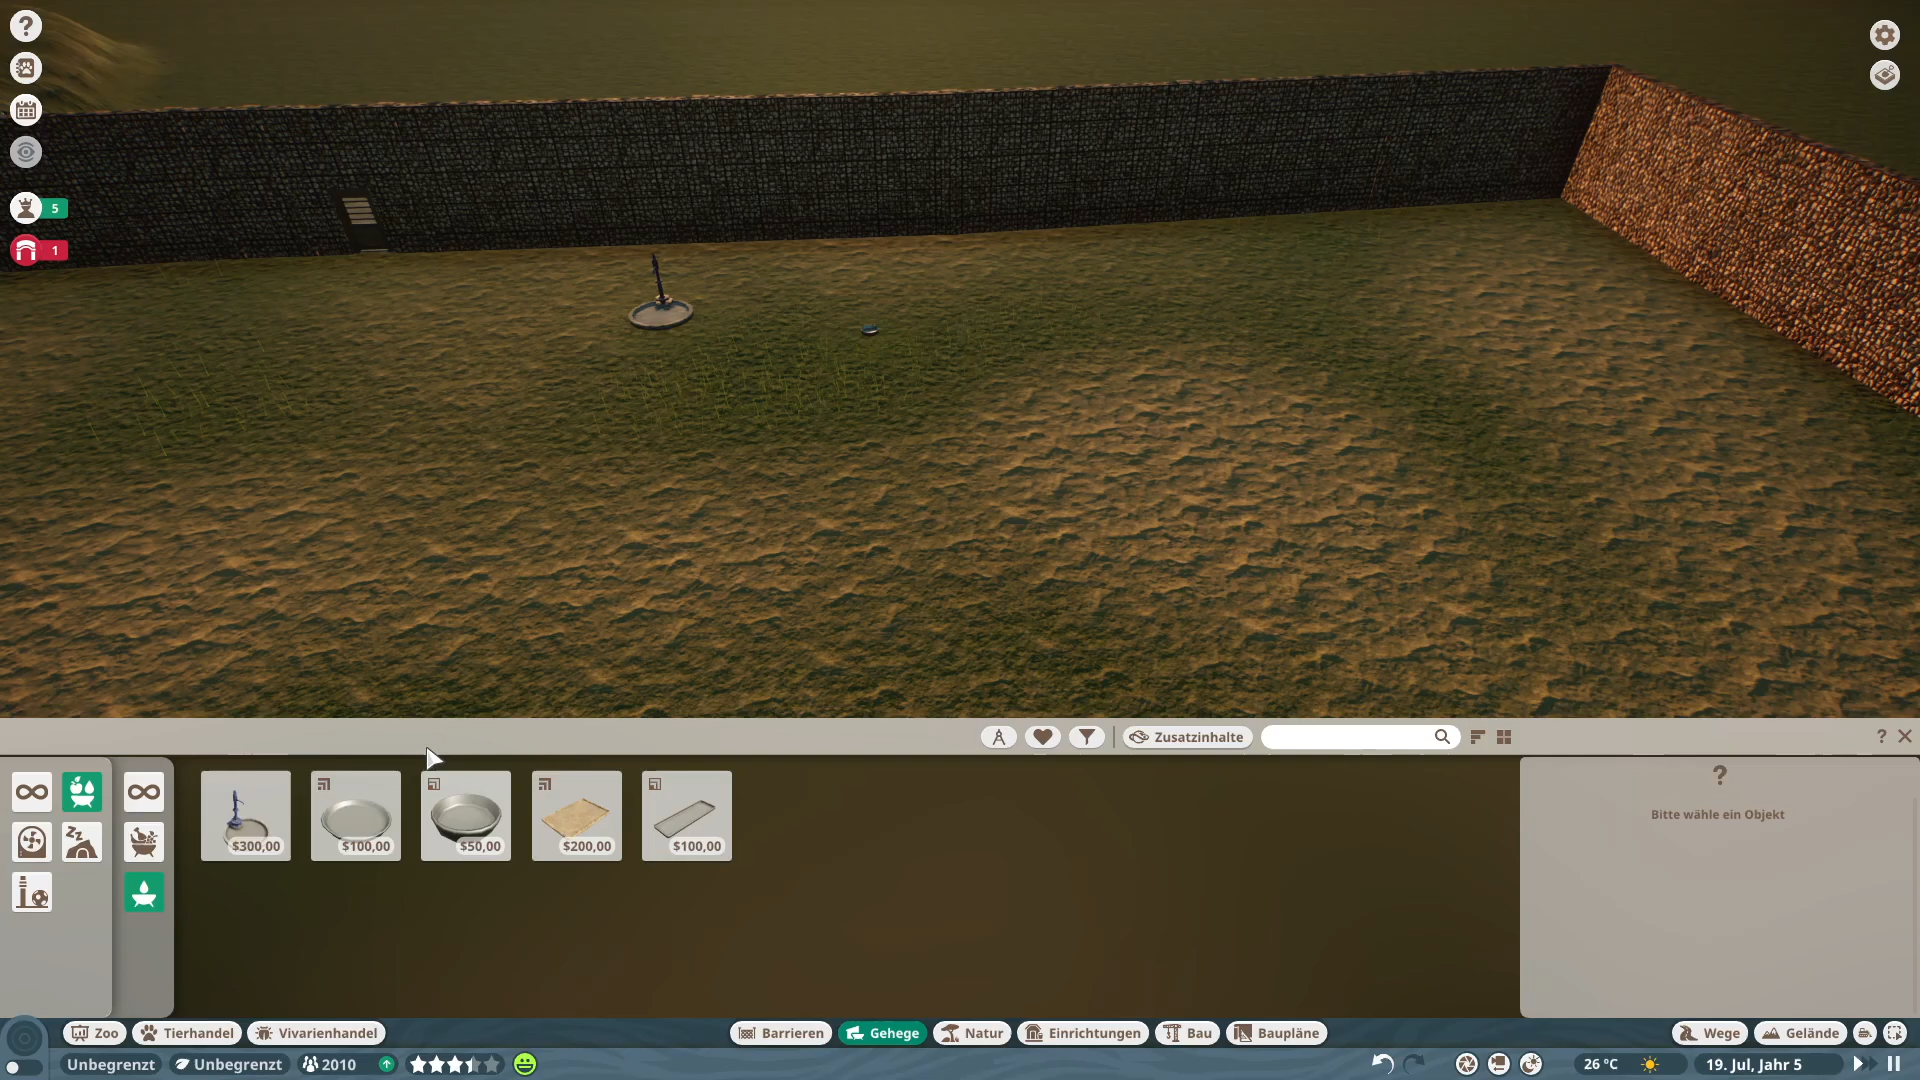 ?
5
1
Zusatzinhalte
?
$300,00
$100,00
$50,00
$200,00
$100,00
?
Bitte wähle ein Objekt
Zoo
Tierhandel
Vivarienhandel
Barrieren
Gehege
Natur
Einrichtungen
Bau
Baupläne
Wege
Gelände
Unbegrenzt
Unbegrenzt
2010
26 °C
19. Jul, Jahr 5